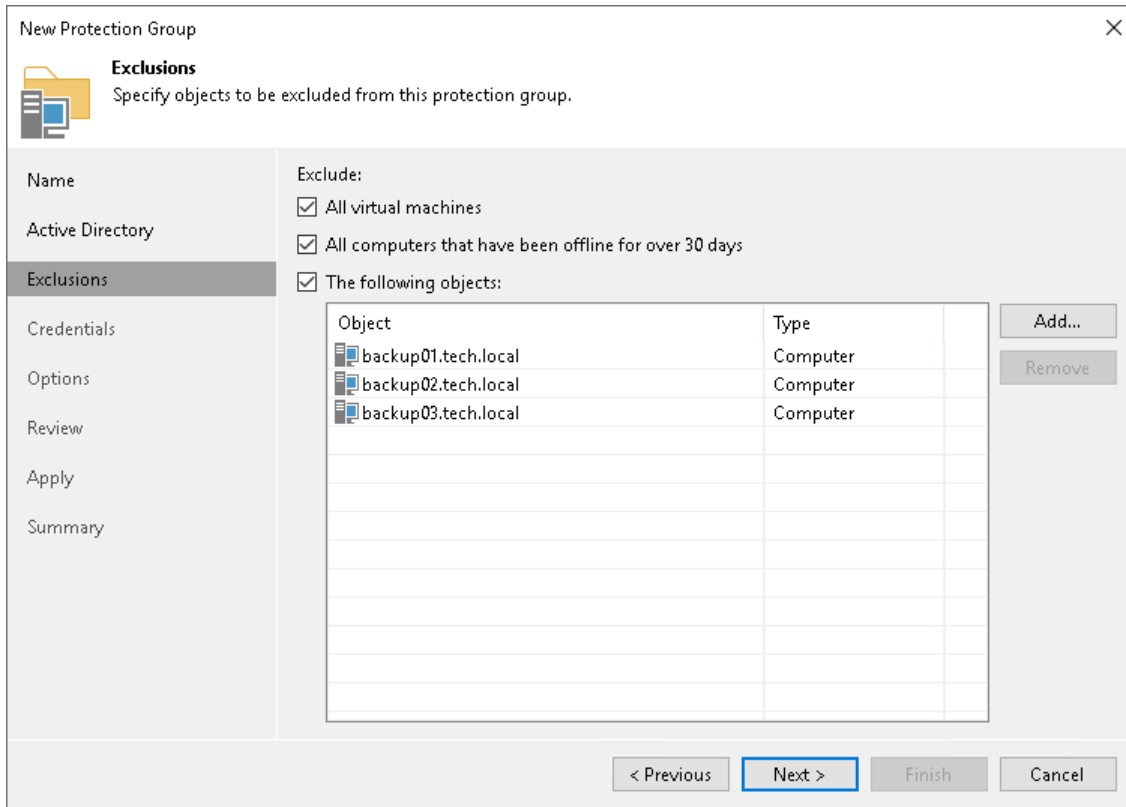 New Protection Group
Exclusions
Specify objects to be excluded from this protection group.
Name
Active Directory
Exclusions
Credentials
Options
Review
Apply
Summary
Exclude:
All virtual machines
All computers that have been offline for over 30 days
The following objects:
Object Type
backup01.tech.local Computer
backup02.tech.local Computer
backup03.tech.local Computer
Add...
Remove
< Previous Next > Finish Cancel